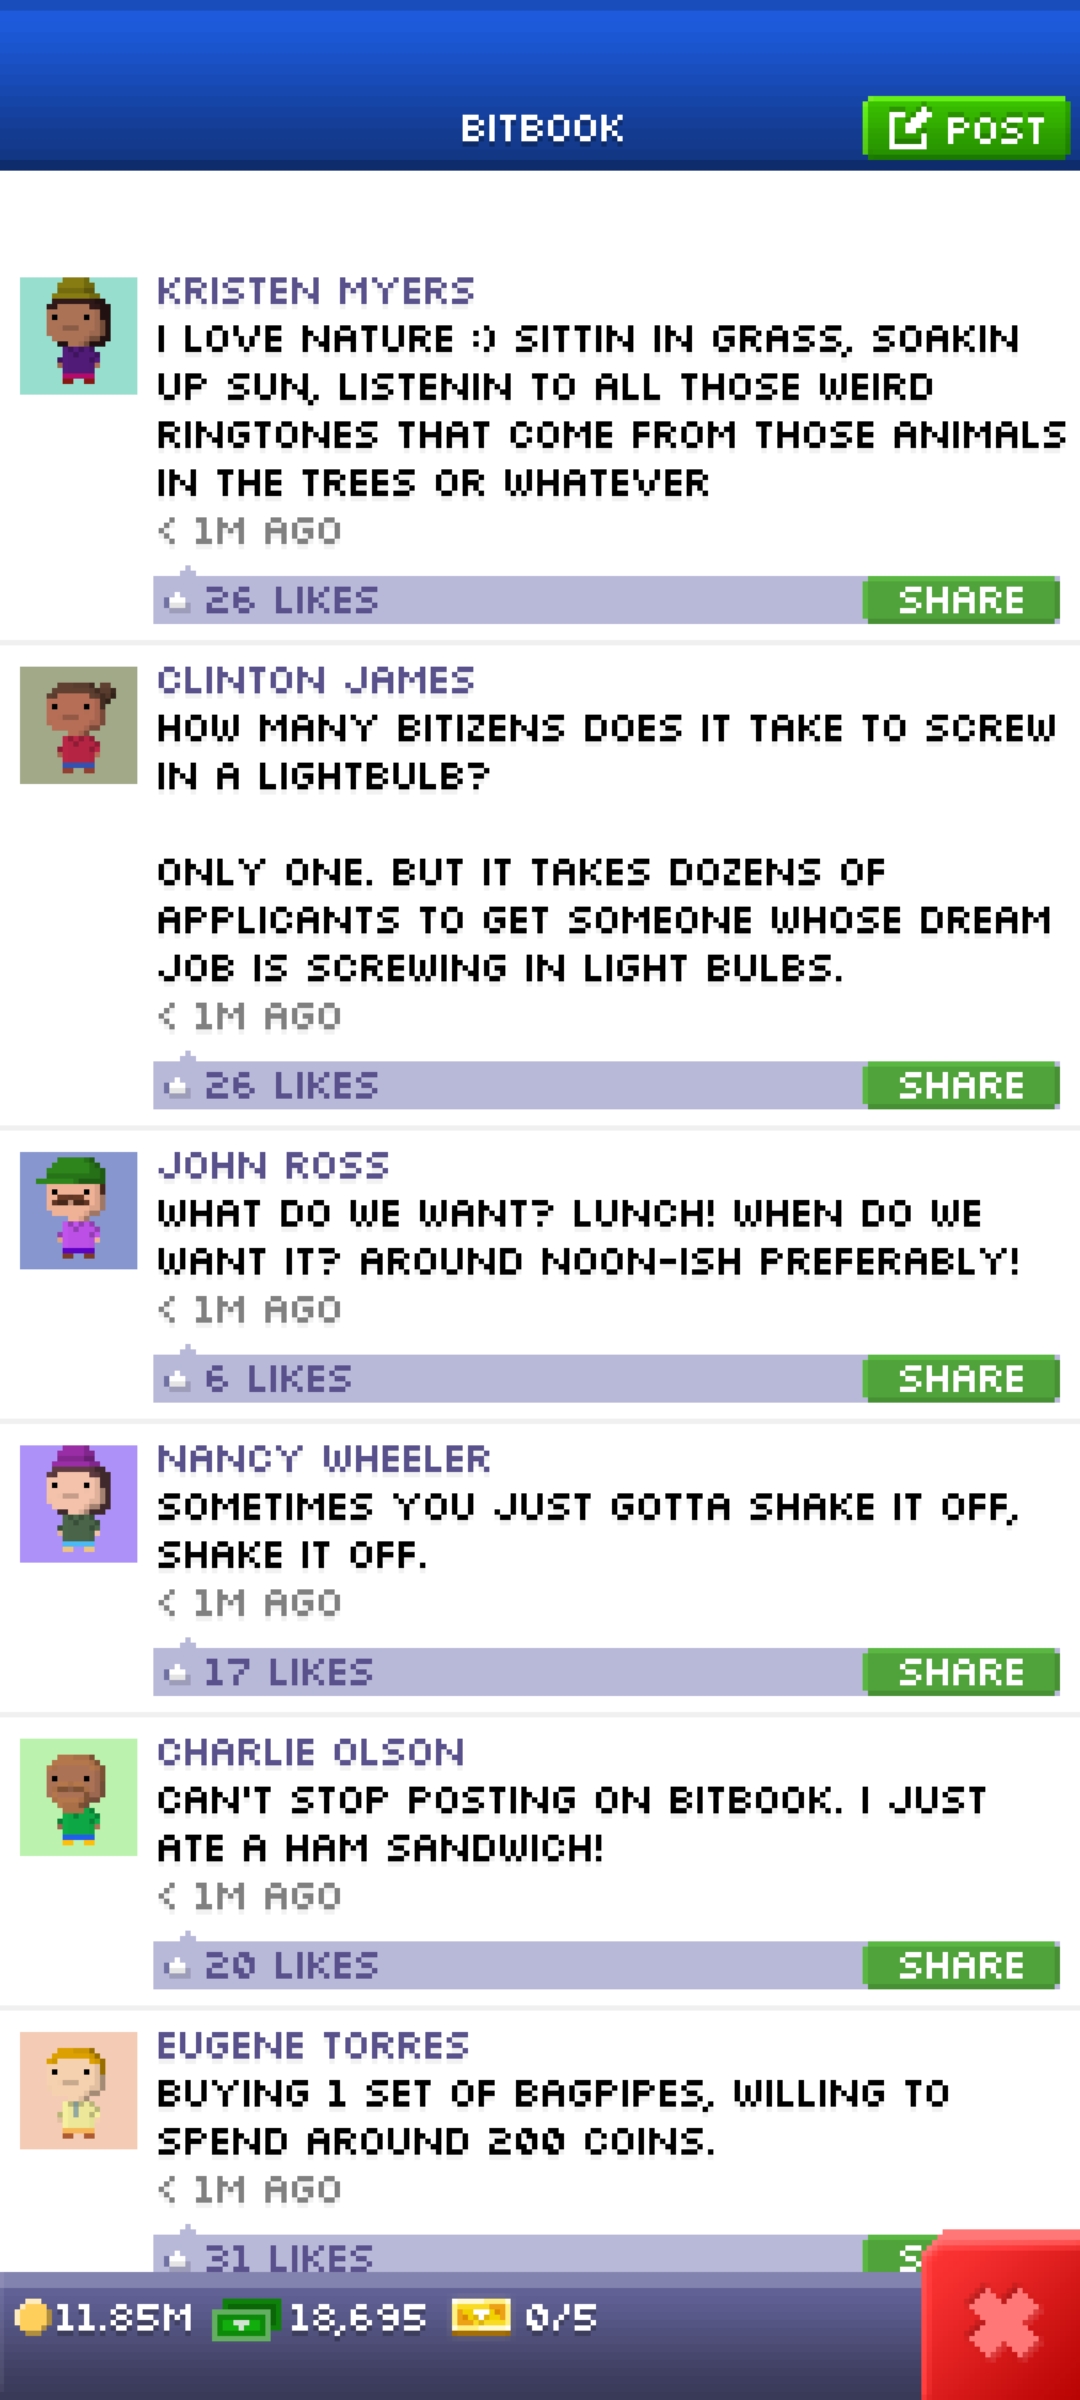 BITBOOK
POST
KRISTEN MYERS
I LOVE NATURE :) SITTIN IN GRASS, SOAKIN
UP SUN, LISTENIN TO ALL THOSE WEIRD
RINGTONES THAT COME FROM THOSE ANIMALS
IN THE TREES OR WHATEVER
< 1M AGO
26 LIKES
SHARE
CLINTON JAMES
HOW MANY BITIZENS DOES IT TAKE TO SCREW
IN A LIGHTBULB?
ONLY ONE. BUT IT TAKES DOZENS OF
APPLICANTS TO GET SOMEONE WHOSE DREAM
JOB IS SCREWING IN LIGHT BULBS.
< 1M AGO
26 LIKES
SHARE
JOHN ROSS
WHAT DO WE WANT? LUNCH! WHEN DO WE
WANT IT? AROUND NOON-ISH PREFERABLY!
< 1M AGO
6 LIKES
SHARE
NANCY WHEELER
SOMETIMES YOU JUST GOTTA SHAKE IT OFF,
SHAKE IT OFF.
< 1M AGO
17 LIKES
SHARE
CHARLIE OLSON
CAN'T STOP POSTING ON BITBOOK. I JUST
ATE A HAM SANDWICH!
< 1M AGO
20 LIKES
SHARE
EUGENE TORRES
BUYING 1 SET OF BAGPIPES, WILLING TO
SPEND AROUND 200 COINS.
< 1M AGO
31 LIKES
11.85M
18,695
0/5